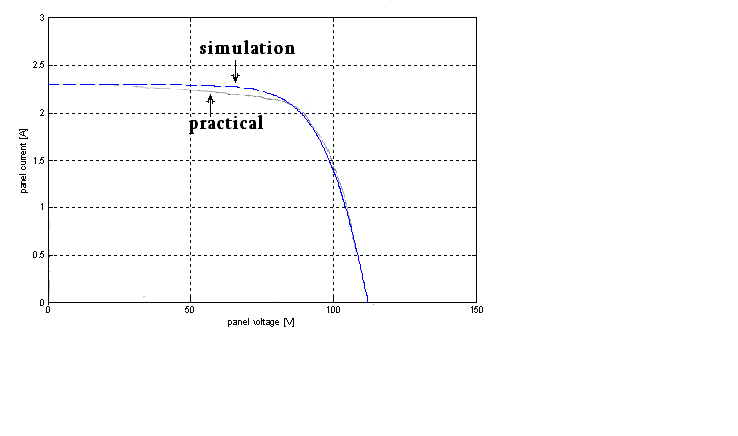 3
simulation
2.5
practical
2
1.5
1
0.5
0
0
50
100
150
panel current [A]
panel voltage [V]